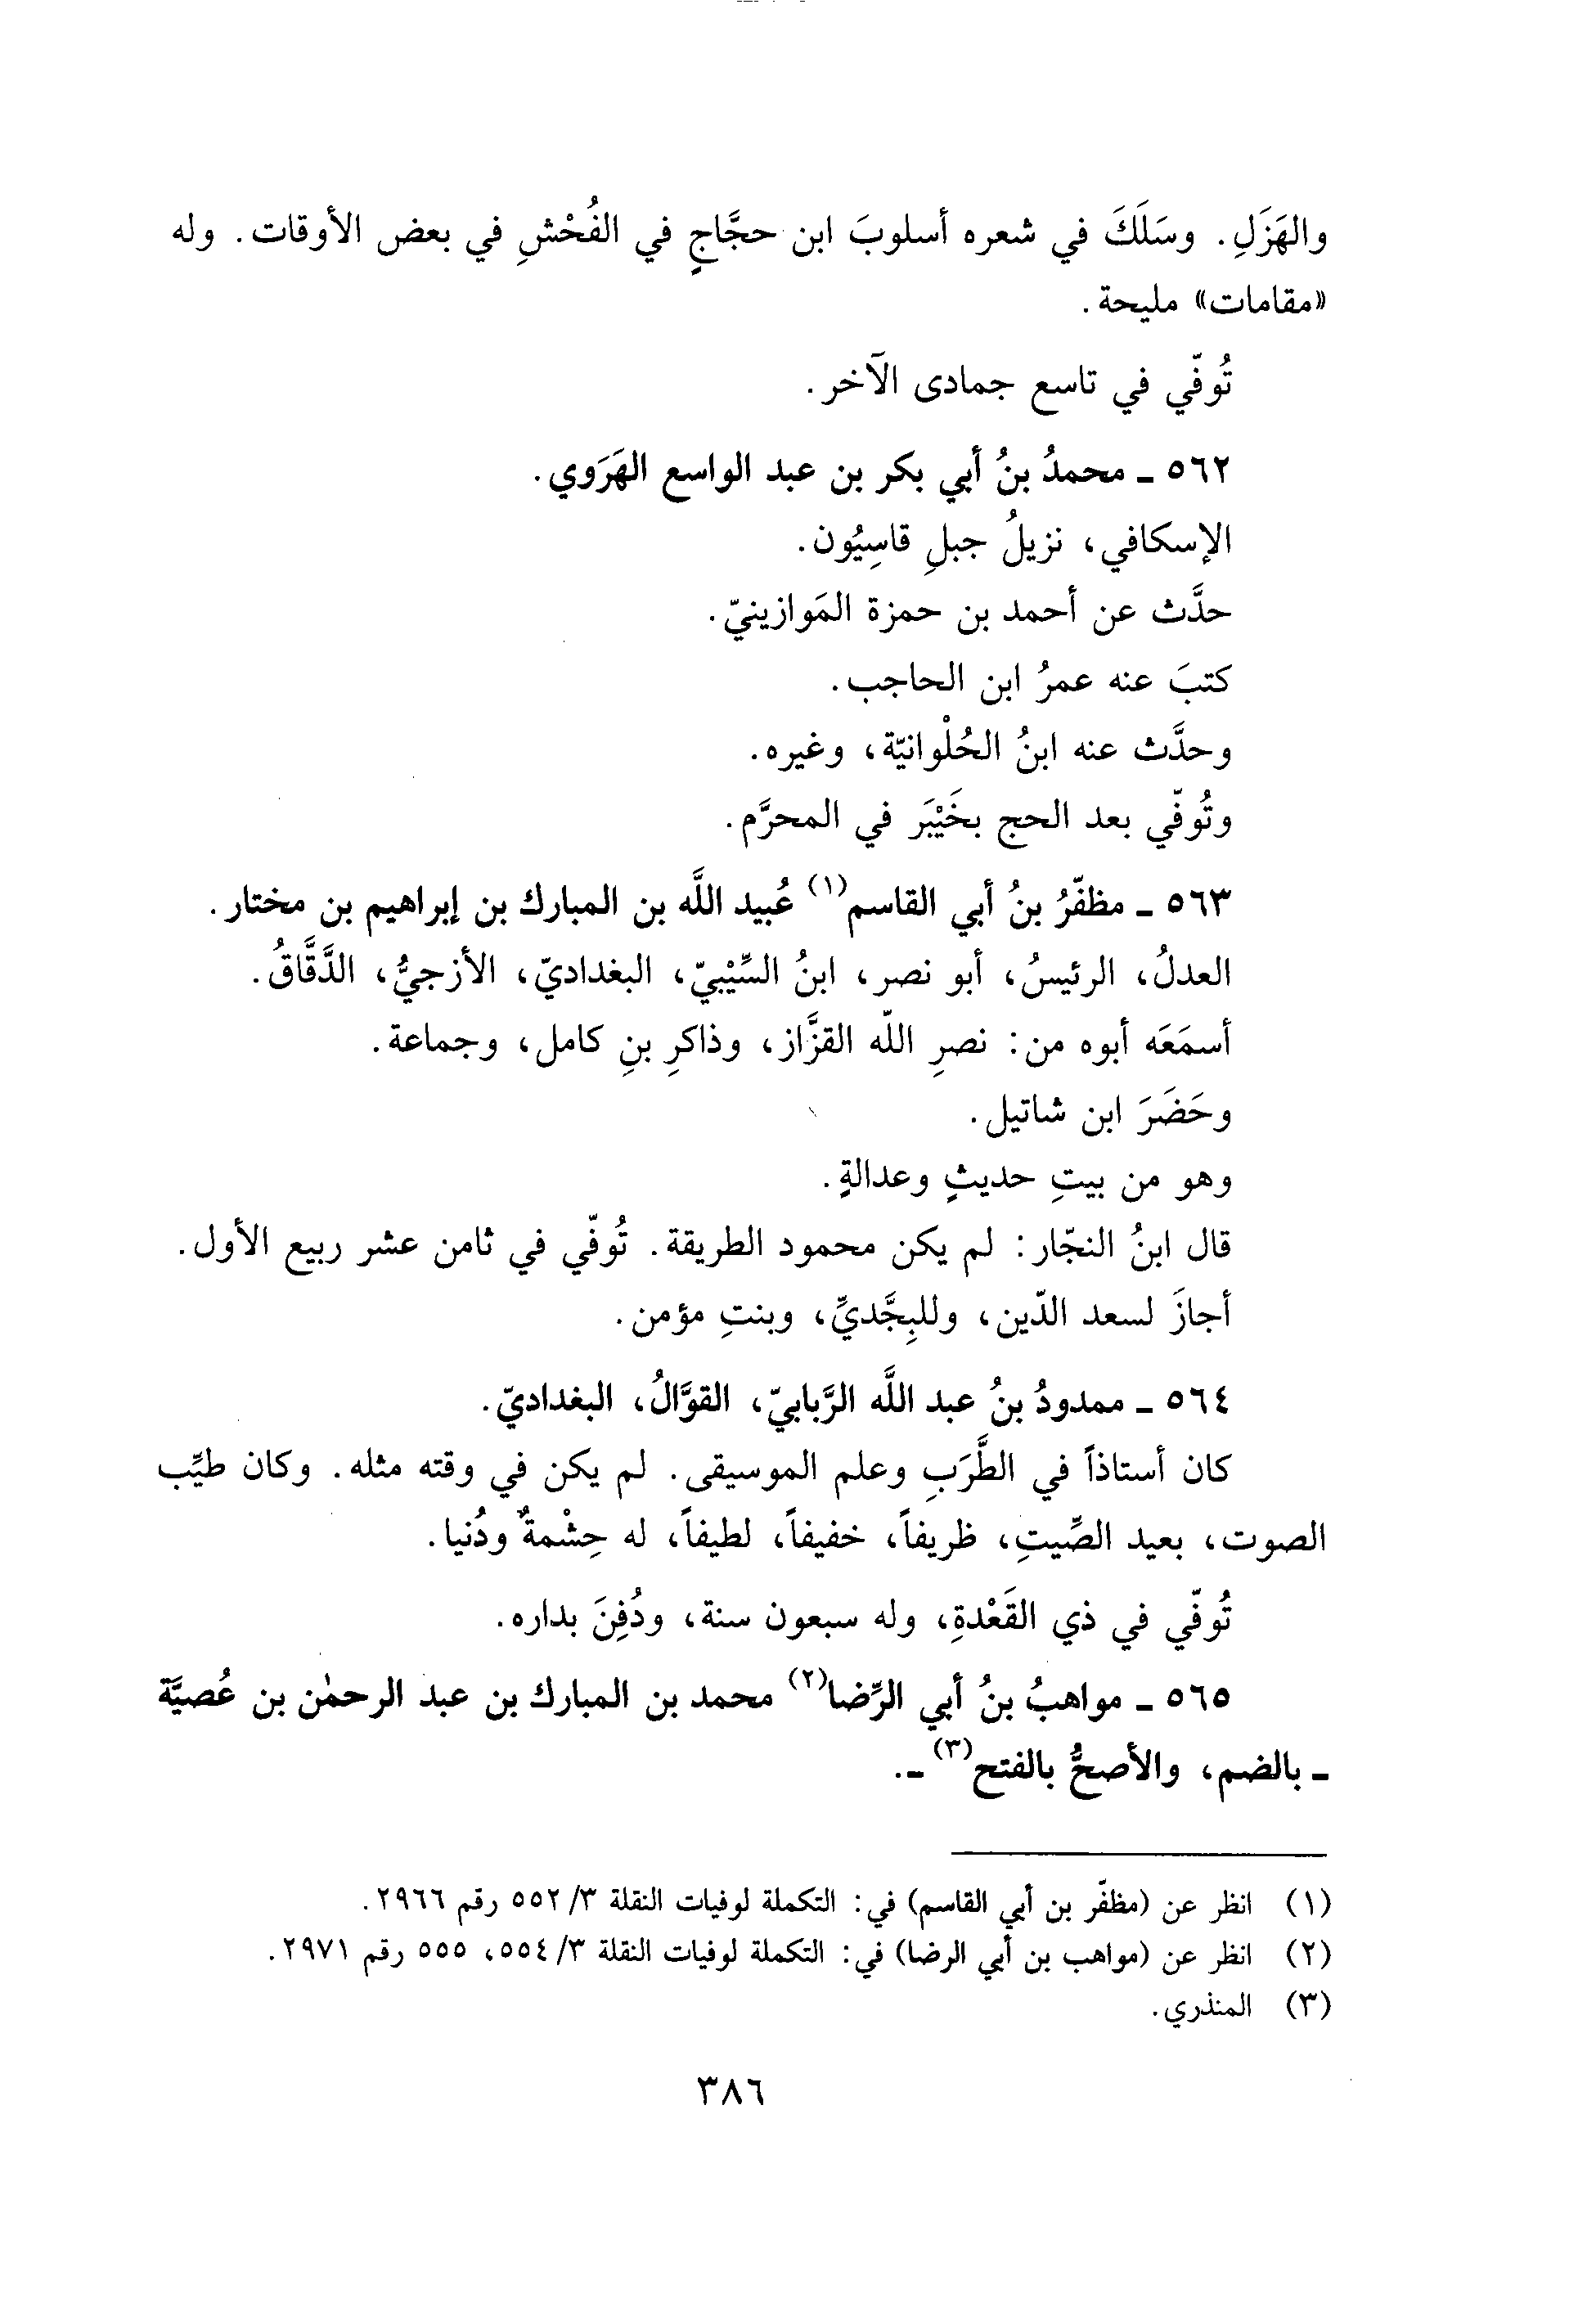 والهَزَلِ. وسَلَكَ في شعره أسلوبَ ابن حجَّاجٍ في الفُحْشِ في بعض الأوقات. وله
«مقامات» مليحة.
تُوفّي في تاسع جمادى الآخر.
٥٦٢ ـ محمدُ بنُ أبي بكر بن عبد الواسع الهَرَوي.
الإسكافي، نزيلُ جبلِ قاسِيُون.
حدَّث عن أحمد بن حمزة المَوازينيّ.
كتبَ عنه عمرُ ابن الحاجب.
وحدَّث عنه ابنُ الحُلْوانيّة، وغيره.
وتُوفّي بعد الحج بخَيْبَر في المحرَّم.
٥٦٣ ـ مظفّرُ بنُ أبي القاسم(١) عُبيد اللَّه بن المبارك بن إبراهيم بن مختار.
العدلُ، الرئيسُ، أبو نصر، ابنُ السِّيْبيّ، البغداديّ، الأزجيُّ، الدَّقَّاقُ.
أسمَعَه أبوه من: نصرِ اللّه القزَّاز، وذاكرِ بنِ كامل، وجماعة.
وحَضَرَ ابن شاتيل.
وهو من بيتِ حديثٍ وعدالةٍ.
قال ابنُ النجّار: لم يكن محمود الطريقة. تُوفّي في ثامن عشر ربيع الأول.
أجازَ لسعد الدّين، وللبِجَّديِّ، وبنتِ مؤمن.
٥٦٤ ـ ممدودُ بنُ عبد اللَّه الرَّبابيّ، القوَّالُ، البغداديّ.
كان أستاذاً في الطَّرَبِ وعلم الموسيقى. لم يكن في وقته مثله. وكان طيِّب
الصوت، بعيد الصِّيتِ، ظريفاً، خفيفاً، لطيفاً، له حِشْمةٌ ودُنيا.
تُوفّي في ذي القَعْدةِ، وله سبعون سنة، ودُفِنَ بداره.
٥٦٥ ـ مواهبُ بنُ أبي الرِّضا(٢) محمد بن المبارك بن عبد الرحمٰن بن عُصيَّة
ـ بالضم، والأصحُّ بالفتح(٣) ـ.
(١) انظر عن (مظفّر بن أبي القاسم) في: التكملة لوفيات النقلة ٣/ ٥٥٢ رقم ٢٩٦٦.
(٢) انظر عن (مواهب بن أبي الرضا) في: التكملة لوفيات النقلة ٣/ ٥٥٤، ٥٥٥ رقم ٢٩٧١.
(٣) المنذري.
٣٨٦